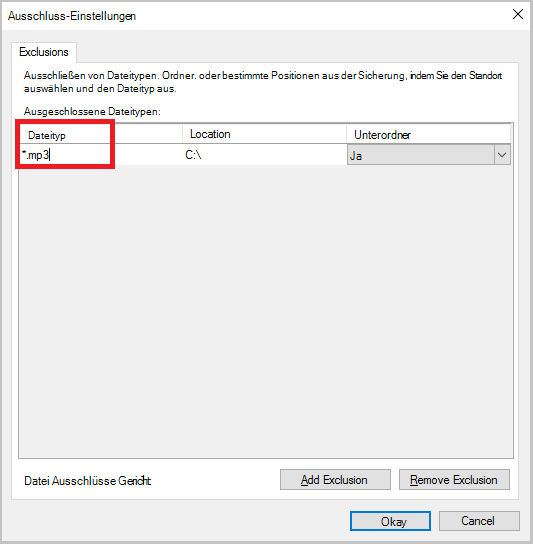 Ausschluss-Einstellungen
Exclusions
Ausschließen von Dateitypen. Ordner. oder bestimmte Positionen aus der Sicherung, indem Sie den Standort
auswählen und den Dateityp aus.
Ausgeschlossene Dateitypen:
Dateityp Location Unterordner
*.mp3 C:\ Ja
Datei Ausschlüsse Gericht: Add Exclusion Remove Exclusion
Okay Cancel